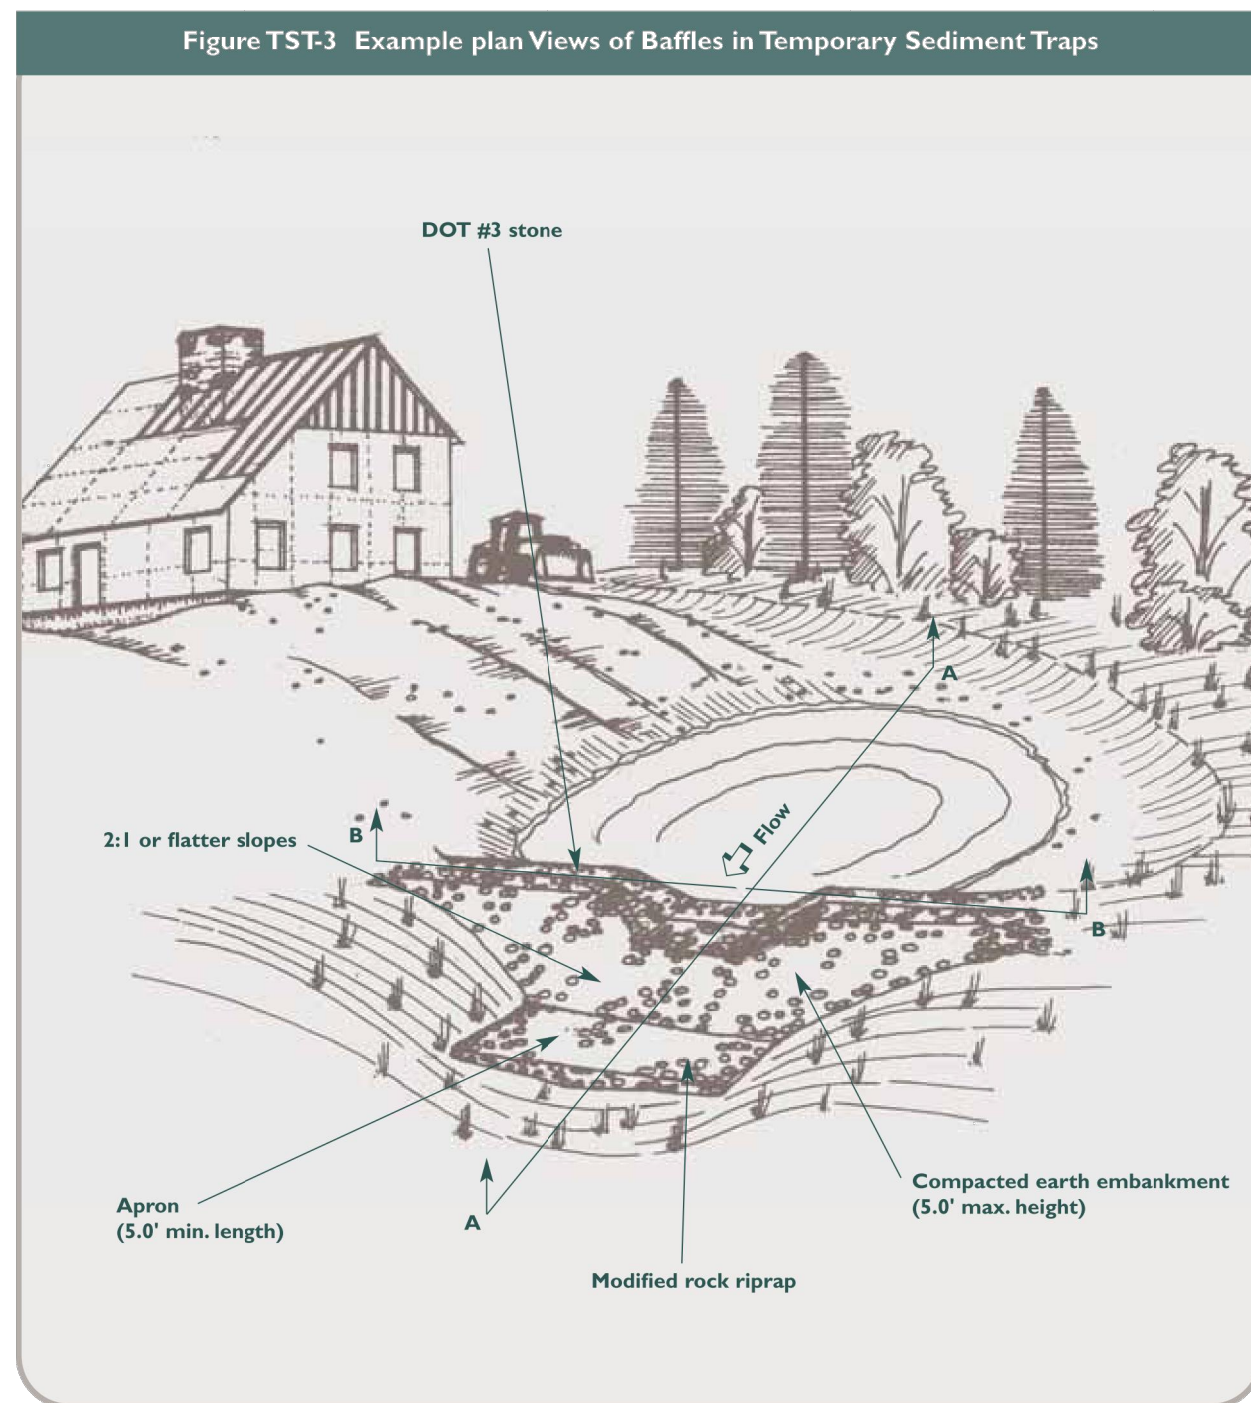 Figure TST-3 Example plan Views of Baffles in Temporary Sediment Traps
DOT #3 stone
A
Flow
B
2:1 or flatter slopes
B
Apron
(5.0' min. length)
A
Compacted earth embankment
(5.0' max. height)
Modified rock riprap